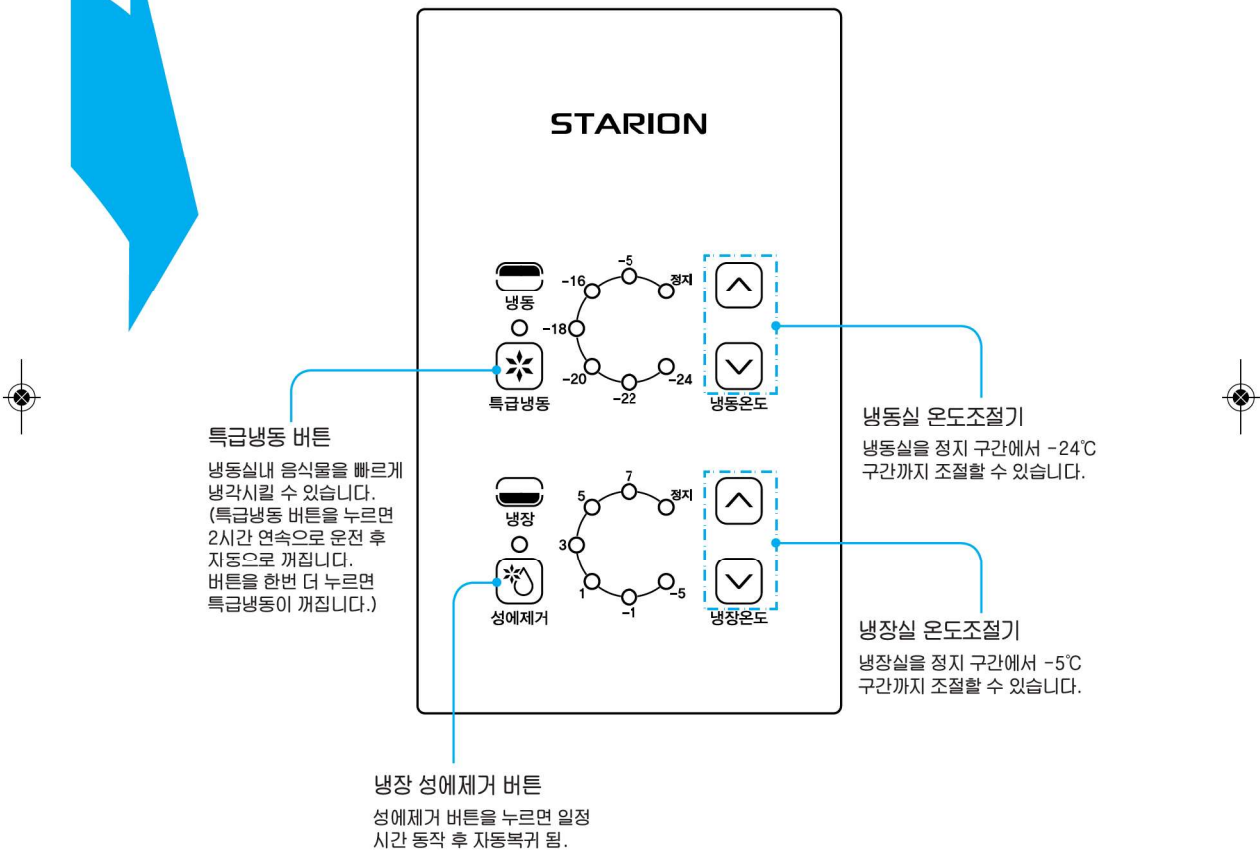 STARION
냉동
특급냉동
-5
정지
-16
-18
-20
-22
-24
냉동온도
냉장
성에제거
7
정지
5
3
1
-1
-5
냉장온도
특급냉동 버튼
냉동실내 음식물을 빠르게
냉각시킬 수 있습니다.
(특급냉동 버튼을 누르면
2시간 연속으로 운전 후
자동으로 꺼집니다.
버튼을 한번 더 누르면
특급냉동이 꺼집니다.)
냉동실 온도조절기
냉동실을 정지 구간에서 -24℃
구간까지 조절할 수 있습니다.
냉장실 온도조절기
냉장실을 정지 구간에서 -5℃
구간까지 조절할 수 있습니다.
냉장 성에제거 버튼
성에제거 버튼을 누르면 일정
시간 동작 후 자동복귀 됨.